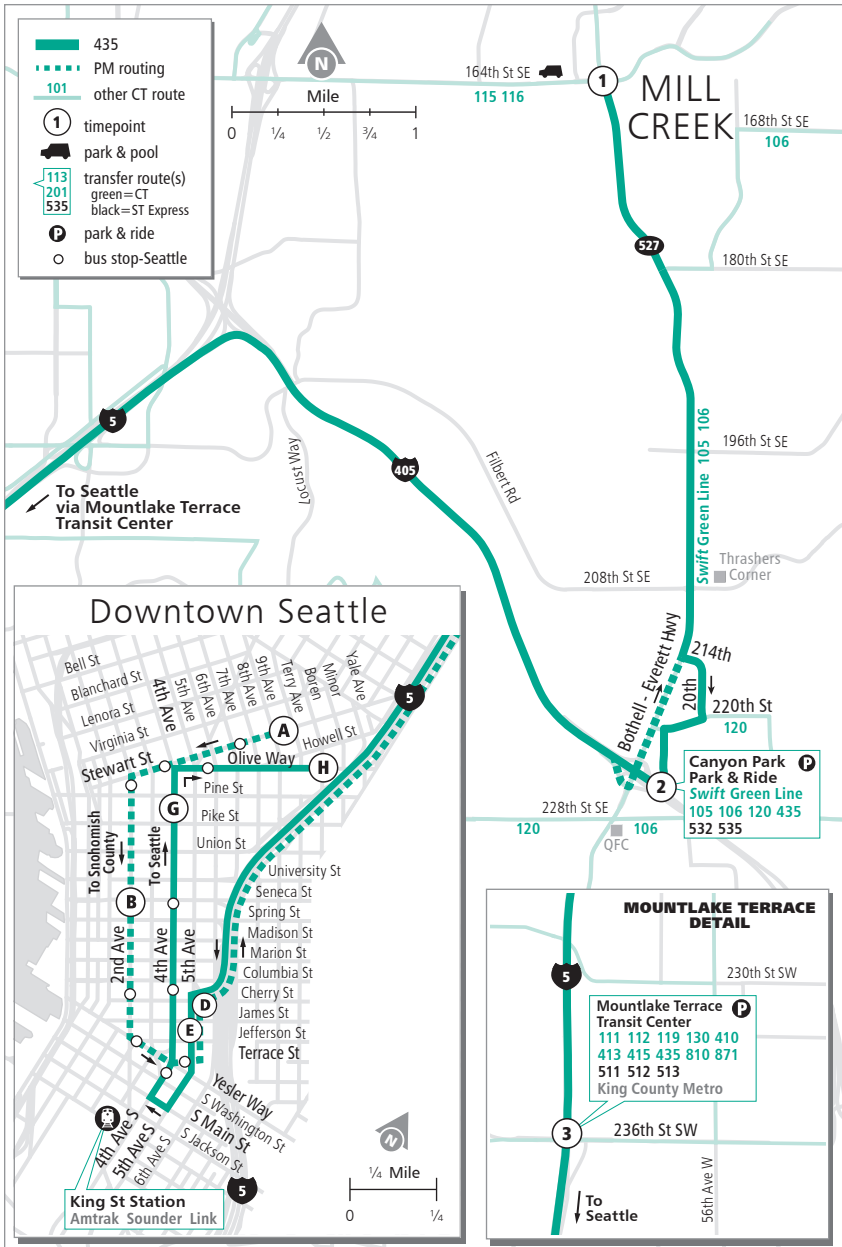 435
PM routing
101
other CT route
1
timepoint
park & pool
113
201
535
transfer route(s)
green=CT
black=ST Express
P
park & ride
bus stop-Seattle
N
Mile
0 ¼ ½ ¾ 1
164th St SE
115 116
1
MILL
CREEK
168th St SE
106
527
180th St SE
5
405
Locust Way
Filbert Rd
196th St SE
Swift Green Line 105 106
To Seattle
via Mountlake Terrace
Transit Center
Thrashers
Corner
208th St SE
Bothell - Everett Hwy
214th
20th
220th St
120
2
Canyon Park
Park & Ride
P
Swift Green Line
105 106 120 435
532 535
228th St SE
120
106
QFC
Downtown Seattle
Bell St
Blanchard St
Lenora St
Virginia St
Stewart St
4th Ave
5th Ave
6th Ave
7th Ave
8th Ave
9th Ave
Terry Ave
Boren
Minor
Yale Ave
5
A
Howell St
Olive Way
H
G
Pine St
Pike St
Union St
To Snohomish
County
To Seattle
B
2nd Ave
4th Ave
5th Ave
University St
Seneca St
Spring St
Madison St
Marion St
Columbia St
Cherry St
James St
Jefferson St
Terrace St
D
E
Yesler Way
S Washington St
S Main St
S Jackson St
4th Ave S
5th Ave S
6th Ave S
5
King St Station
Amtrak Sounder Link
N
¼ Mile
0 ¼
MOUNTLAKE TERRACE
DETAIL
5
230th St SW
Mountlake Terrace
Transit Center
P
111 112 119 130 410
413 415 435 810 871
511 512 513
King County Metro
3
236th St SW
56th Ave W
To
Seattle